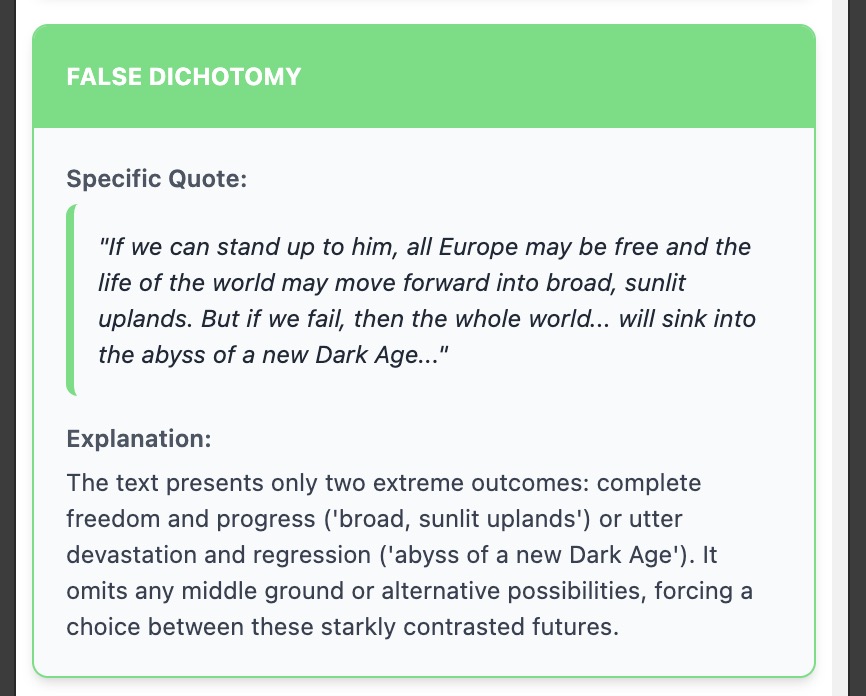 FALSE DICHOTOMY
Specific Quote:
"If we can stand up to him, all Europe may be free and the
life of the world may move forward into broad, sunlit
uplands. But if we fail, then the whole world... will sink into
the abyss of a new Dark Age..."
Explanation:
The text presents only two extreme outcomes: complete
freedom and progress ('broad, sunlit uplands') or utter
devastation and regression ('abyss of a new Dark Age'). It
omits any middle ground or alternative possibilities, forcing a
choice between these starkly contrasted futures.